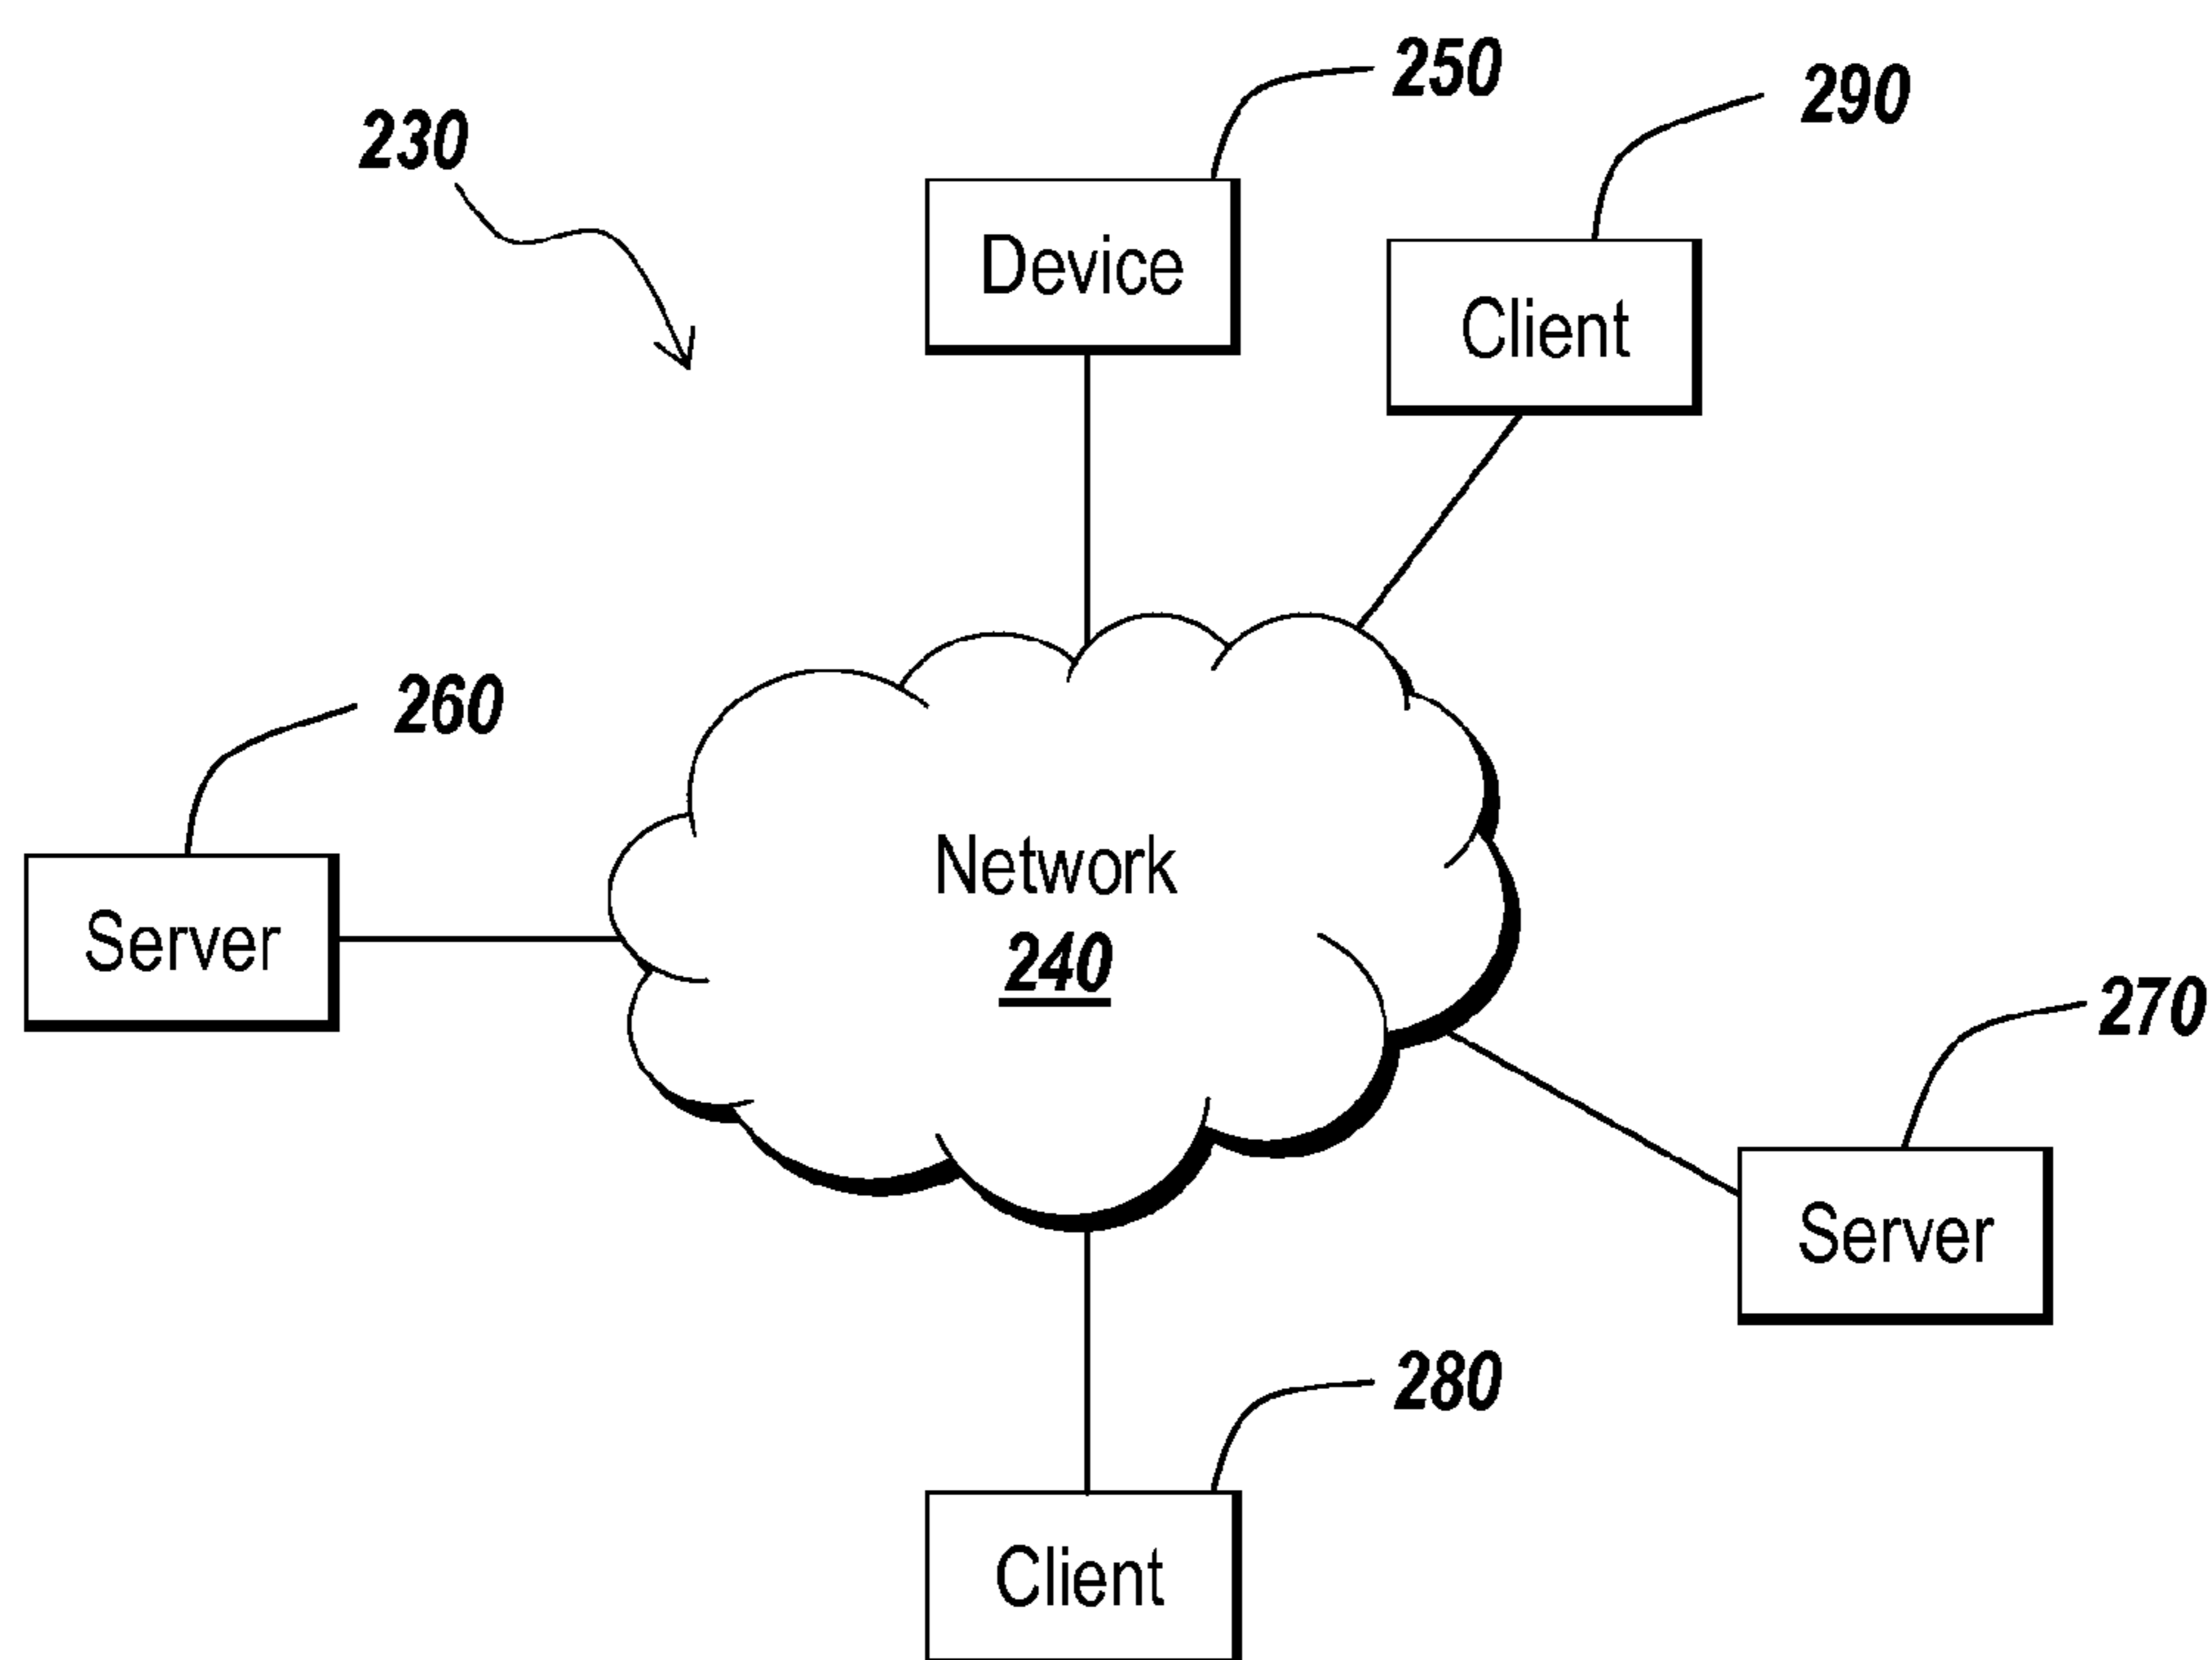 250
290
230
Device
Client
260
Network
240
Server
270
Server
280
Client